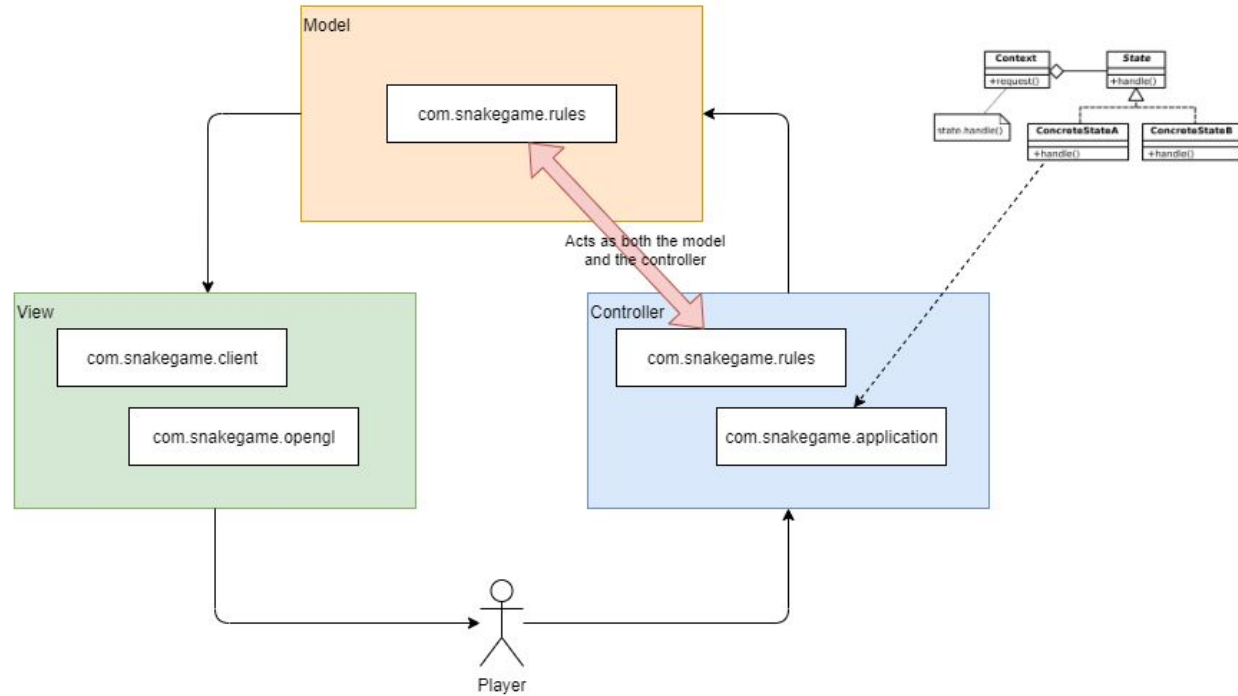 Model
com.snakegame.rules
Context
+request()
State
+handle()
state.handle()
ConcreteStateA
+handle()
ConcreteStateB
+handle()
Acts as both the model
and the controller
View
com.snakegame.client
com.snakegame.opengl
Controller
com.snakegame.rules
com.snakegame.application
Player